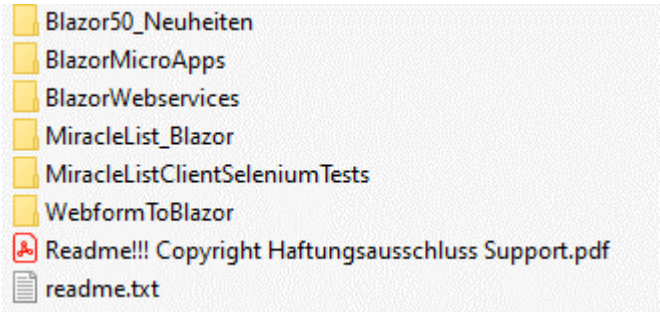 Blazor50_Neuheiten
BlazorMicroApps
BlazorWebservices
MiracleList_Blazor
MiracleListClientSeleniumTests
WebformToBlazor
Readme!!! Copyright Haftungsausschluss Support.pdf
readme.txt